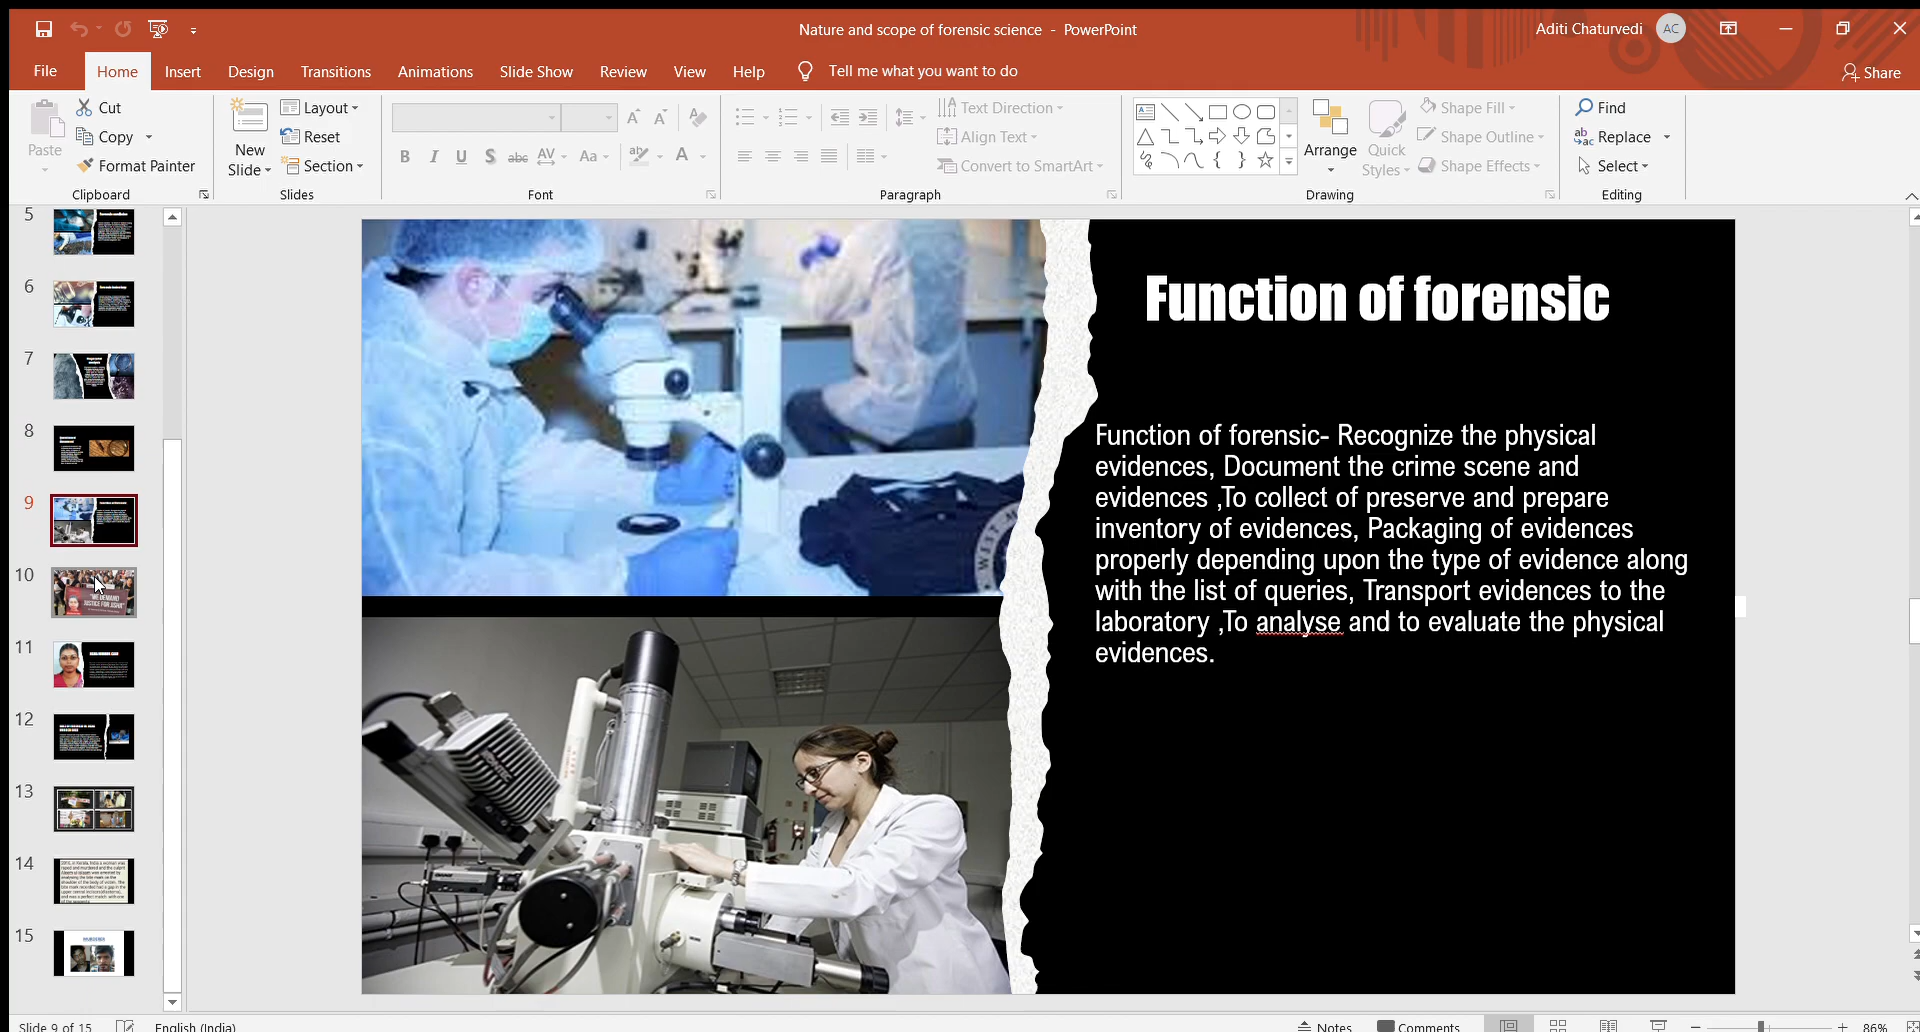 Nature and scope of forensic science - PowerPoint
Aditi Chaturvedi
AC
File
Home
Insert
Design
Transitions
Animations
Slide Show
Review
View
Help
Tell me what you want to do
Share
Paste
Cut
Copy
Format Painter
Clipboard
New
Slide
Layout
Reset
Section
Slides
Font
Text Direction
Align Text
Convert to SmartArt
Paragraph
Arrange
Quick
Styles
Shape Fill
Shape Outline
Shape Effects
Drawing
Find
Replace
Select
Editing
5
6
7
8
9
10
"WE DEMAND
JUSTICE FOR JISHA"
11
12
13
14
15
Function of forensic
Function of forensic- Recognize the physical
evidences, Document the crime scene and
evidences ,To collect of preserve and prepare
inventory of evidences, Packaging of evidences
properly depending upon the type of evidence along
with the list of queries, Transport evidences to the
laboratory ,To analyse and to evaluate the physical
evidences.
Slide 9 of 15
English (India)
Notes
Comments
86%